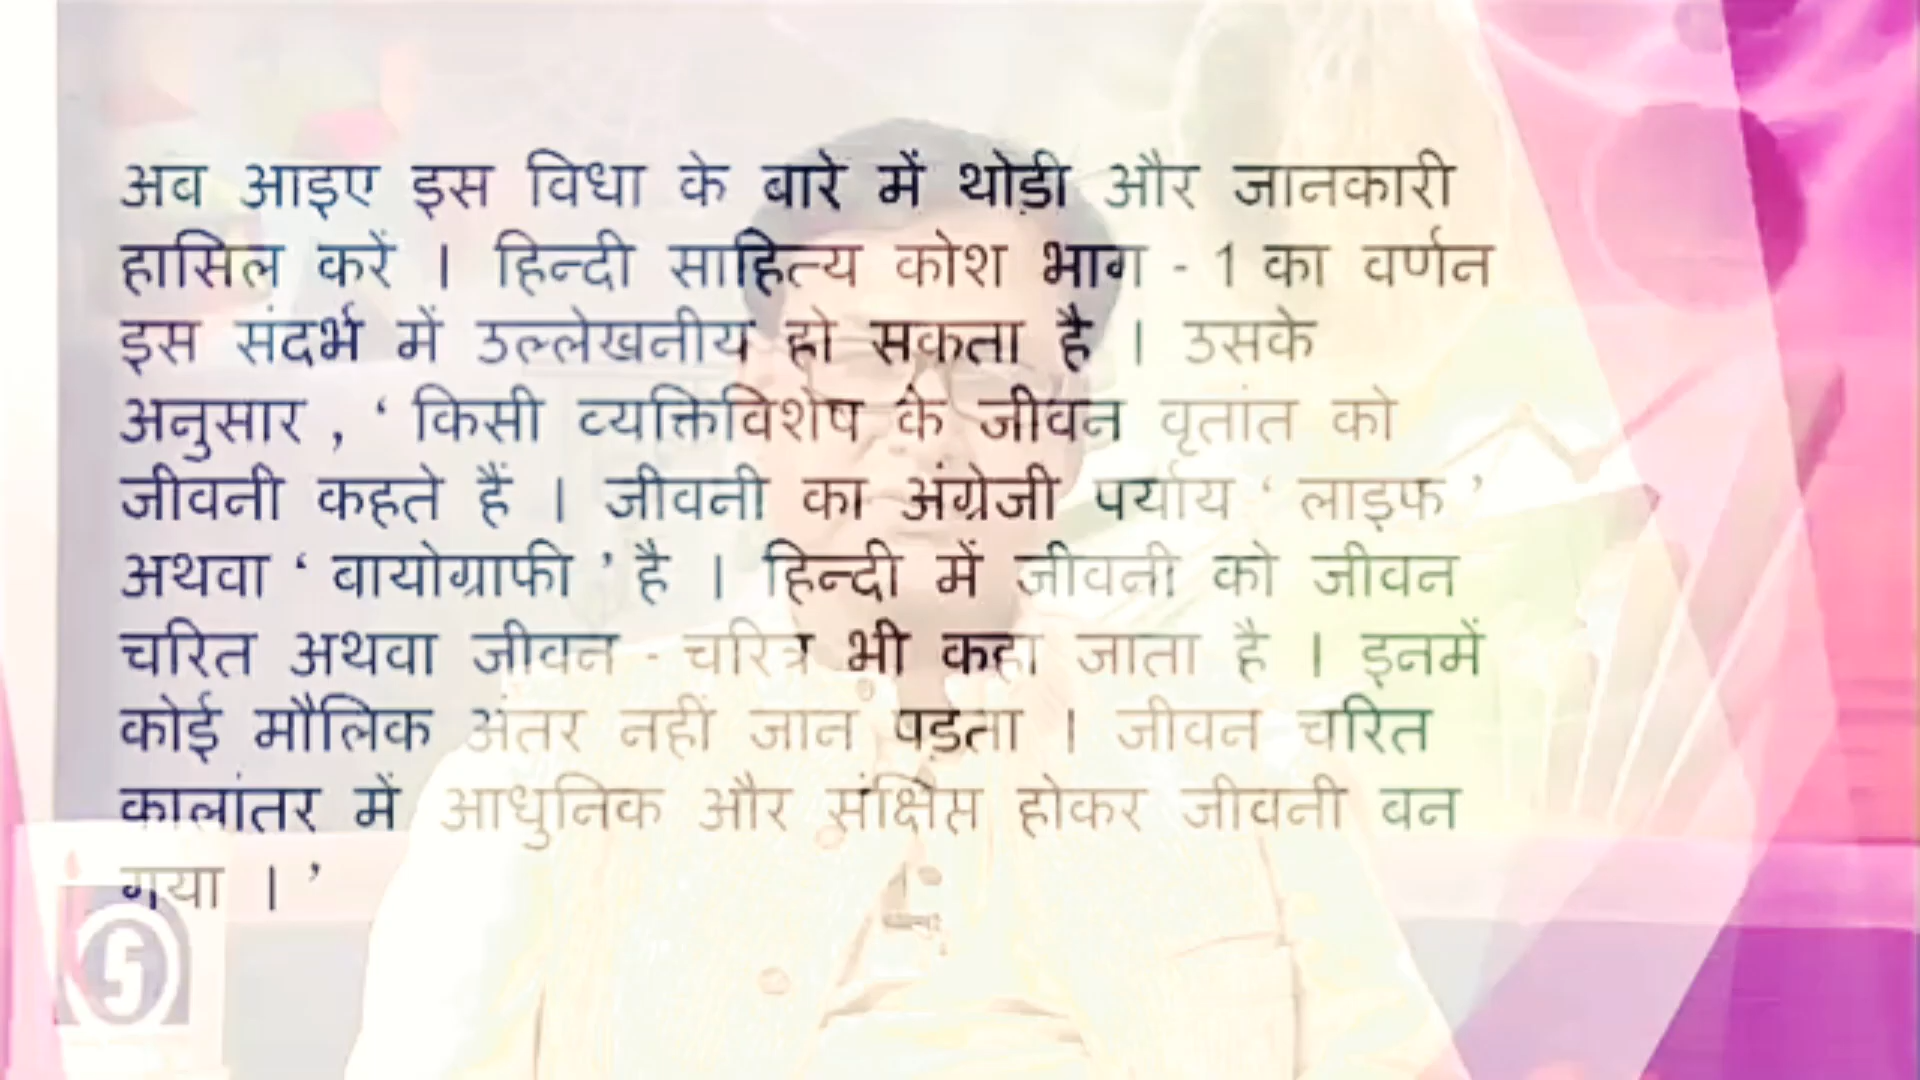 अब आइए इस विधा के बारे में थोड़ी और जानकारी
हासिल करें । हिन्दी साहित्य कोश भाग - 1 का वर्णन
इस संदर्भ में उल्लेखनीय हो सकता है । उसके
अनुसार , ‘ किसी व्यक्तिविशेष के जीवन वृतांत को
जीवनी कहते हैं । जीवनी का अंग्रेजी पर्याय ‘ लाइफ ’
अथवा ‘ बायोग्राफी ’ है । हिन्दी में जीवनी को जीवन
चरित अथवा जीवन - चरित्र भी कहा जाता है । इनमें
कोई मौलिक अंतर नहीं जान पड़ता । जीवन चरित
कालांतर में आधुनिक और संक्षिप्त होकर जीवनी बन
गया । ’